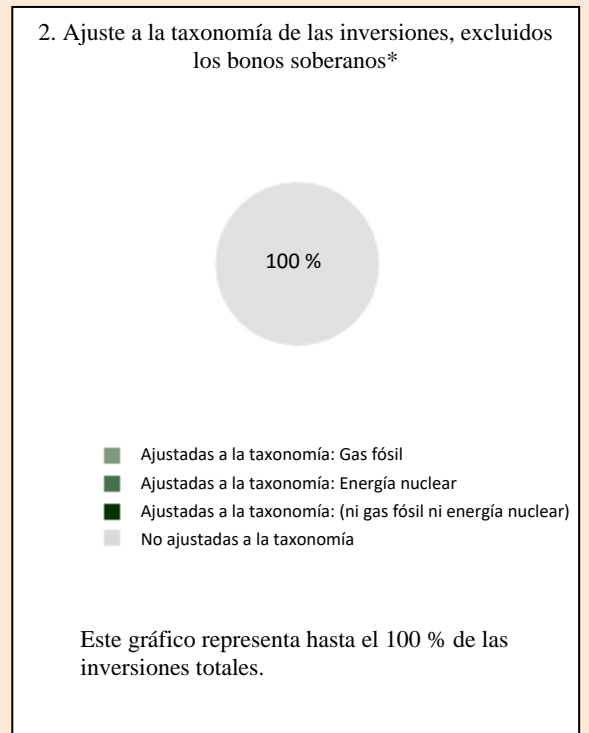 2. Ajuste a la taxonomía de las inversiones, excluidos
los bonos soberanos*
100 %
Ajustadas a la taxonomía: Gas fósil
Ajustadas a la taxonomía: Energía nuclear
Ajustadas a la taxonomía: (ni gas fósil ni energía nuclear)
No ajustadas a la taxonomía
Este gráfico representa hasta el 100 % de las
inversiones totales.